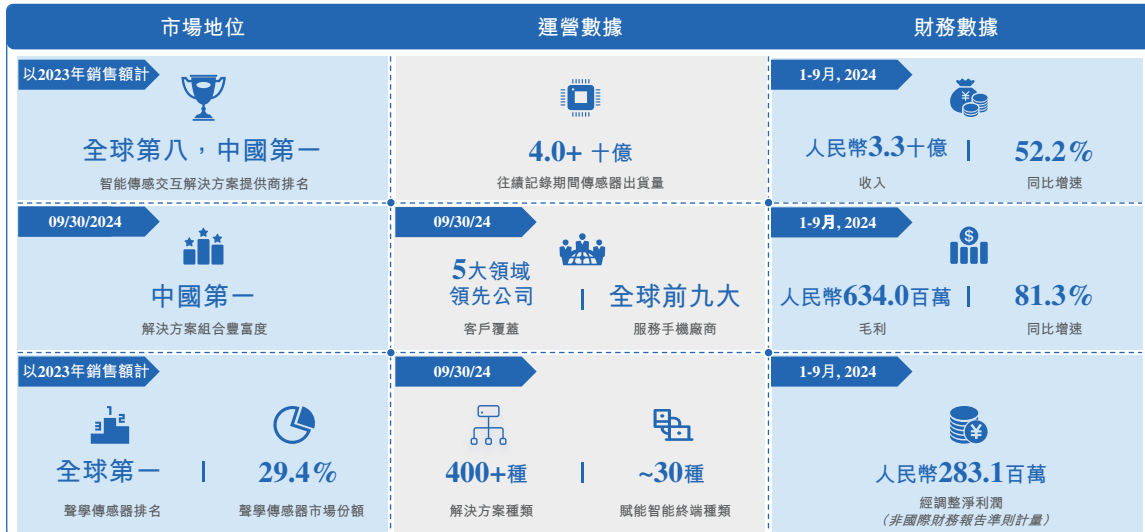 市場地位
運營數據
財務數據
以2023年銷售額計
全球第八，中國第一
智能傳感交互解決方案提供商排名
4.0+ 十億
往績記錄期間傳感器出貨量
1-9月, 2024
¥
人民幣3.3十億
收入
52.2%
同比增速
09/30/2024
中國第一
解決方案組合豐富度
09/30/24
5大領域
領先公司
客戶覆蓋
全球前九大
服務手機廠商
1-9月, 2024
$
人民幣634.0百萬
毛利
81.3%
同比增速
以2023年銷售額計
1
2
3
全球第一
聲學傳感器排名
29.4%
聲學傳感器市場份額
09/30/24
400+種
解決方案種類
~30種
賦能智能終端種類
1-9月, 2024
¥
人民幣283.1百萬
經調整淨利潤
（非國際財務報告準則計量）